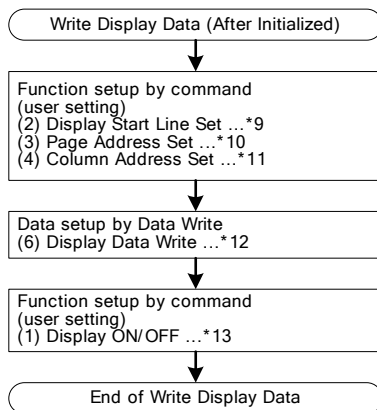 Write Display Data (After Initialized)
Function setup by command
(user setting)
(2) Display Start Line Set ...*9
(3) Page Address Set ...*10
(4) Column Address Set ...*11
Data setup by Data Write
(6) Display Data Write ...*12
Function setup by command
(user setting)
(1) Display ON/OFF ...*13
End of Write Display Data